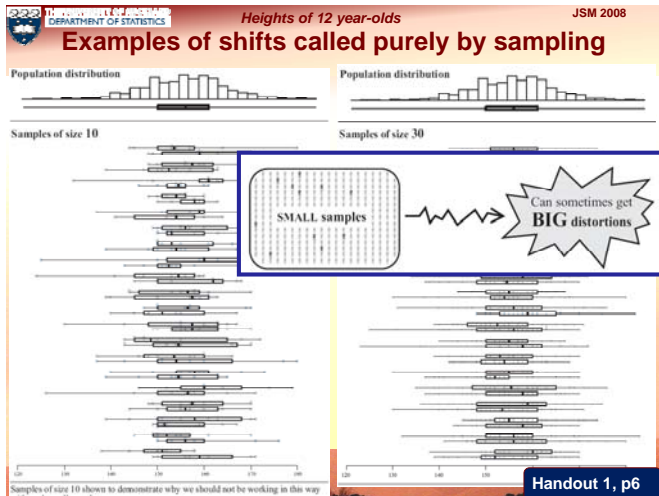 DEPARTMENT OF STATISTICS
Heights of 12 year-olds
JSM 2008
Examples of shifts called purely by sampling
Population distribution
Samples of size 10
120 130 140 150 160 170 180
Samples of size 10 shown to demonstrate why we should not be working in this way
Population distribution
Samples of size 30
SMALL samples
Can sometimes get
BIG distortions
120 130 140 150
Handout 1, p6